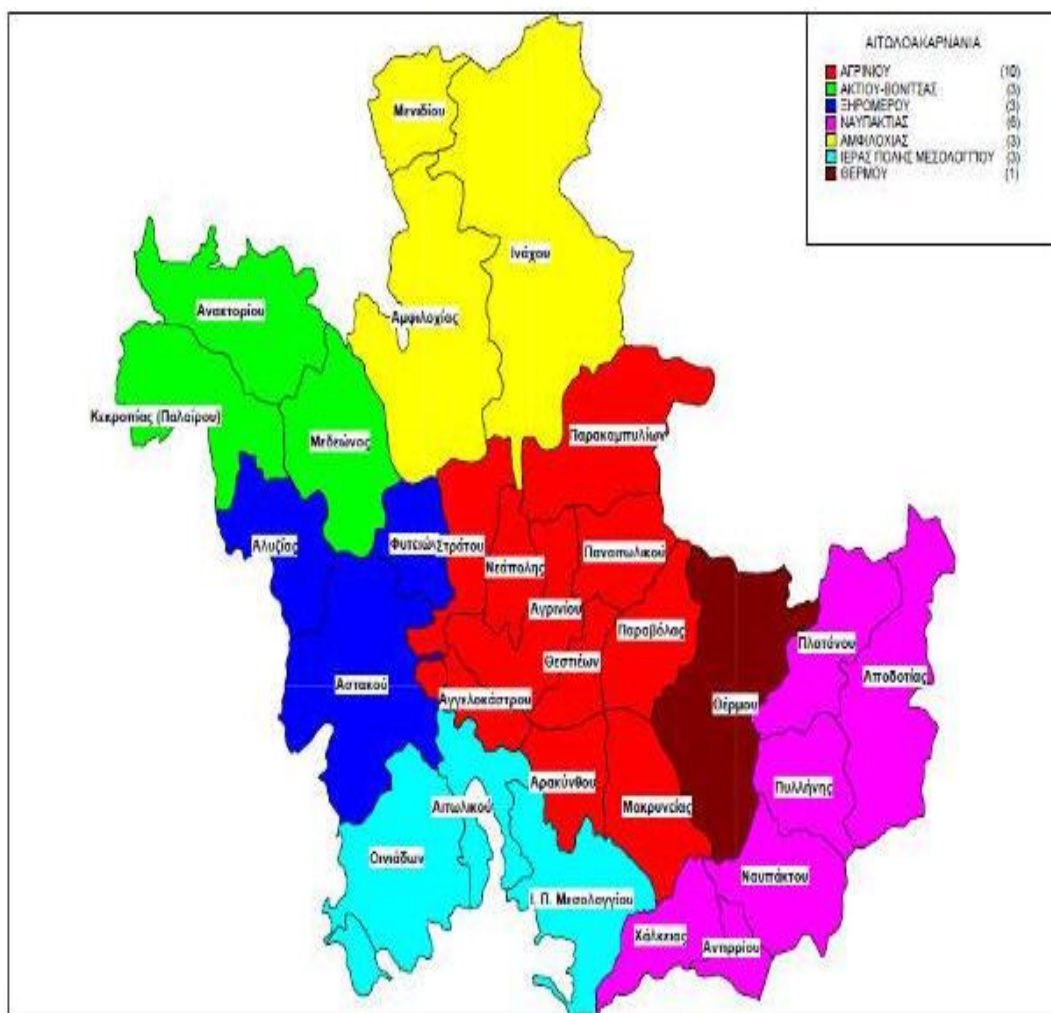 ΑΙΤΩΛΟΑΚΑΡΝΑΝΙΑ
ΑΓΡΙΝΙΟΥ (10)
ΑΚΤΙΟΥ-ΒΟΝΙΤΣΑΣ (3)
ΞΗΡΟΜΕΡΟΥ (3)
ΝΑΥΠΑΚΤΙΑΣ (6)
ΑΜΦΙΛΟΧΙΑΣ (3)
ΙΕΡΑΣ ΠΟΛΗΣ ΜΕΣΟΛΟΓΓΙΟΥ (3)
ΘΕΡΜΟΥ (1)
Μενιδίου
Ινάχου
Ανακτορίου
Αμφιλοχίας
Κεκροπίας (Παλαίρου)
Μεδεώνος
Παρακαμπυλίων
Αλυζίας
Φυτειών
Στράτου
Νεάπολης
Παναιτωλικού
Αγρινίου
Παραβόλας
Πλατάνου
Θεστιέων
Αποδοτίας
Αστακού
Αγγελοκάστρου
Θέρμου
Αρακύνθου
Πυλλήνης
Αιτωλικού
Μακρυνείας
Οινιάδων
Ναυπάκτου
Ι. Π. Μεσολογγίου
Χάλκειας
Αντιρρίου